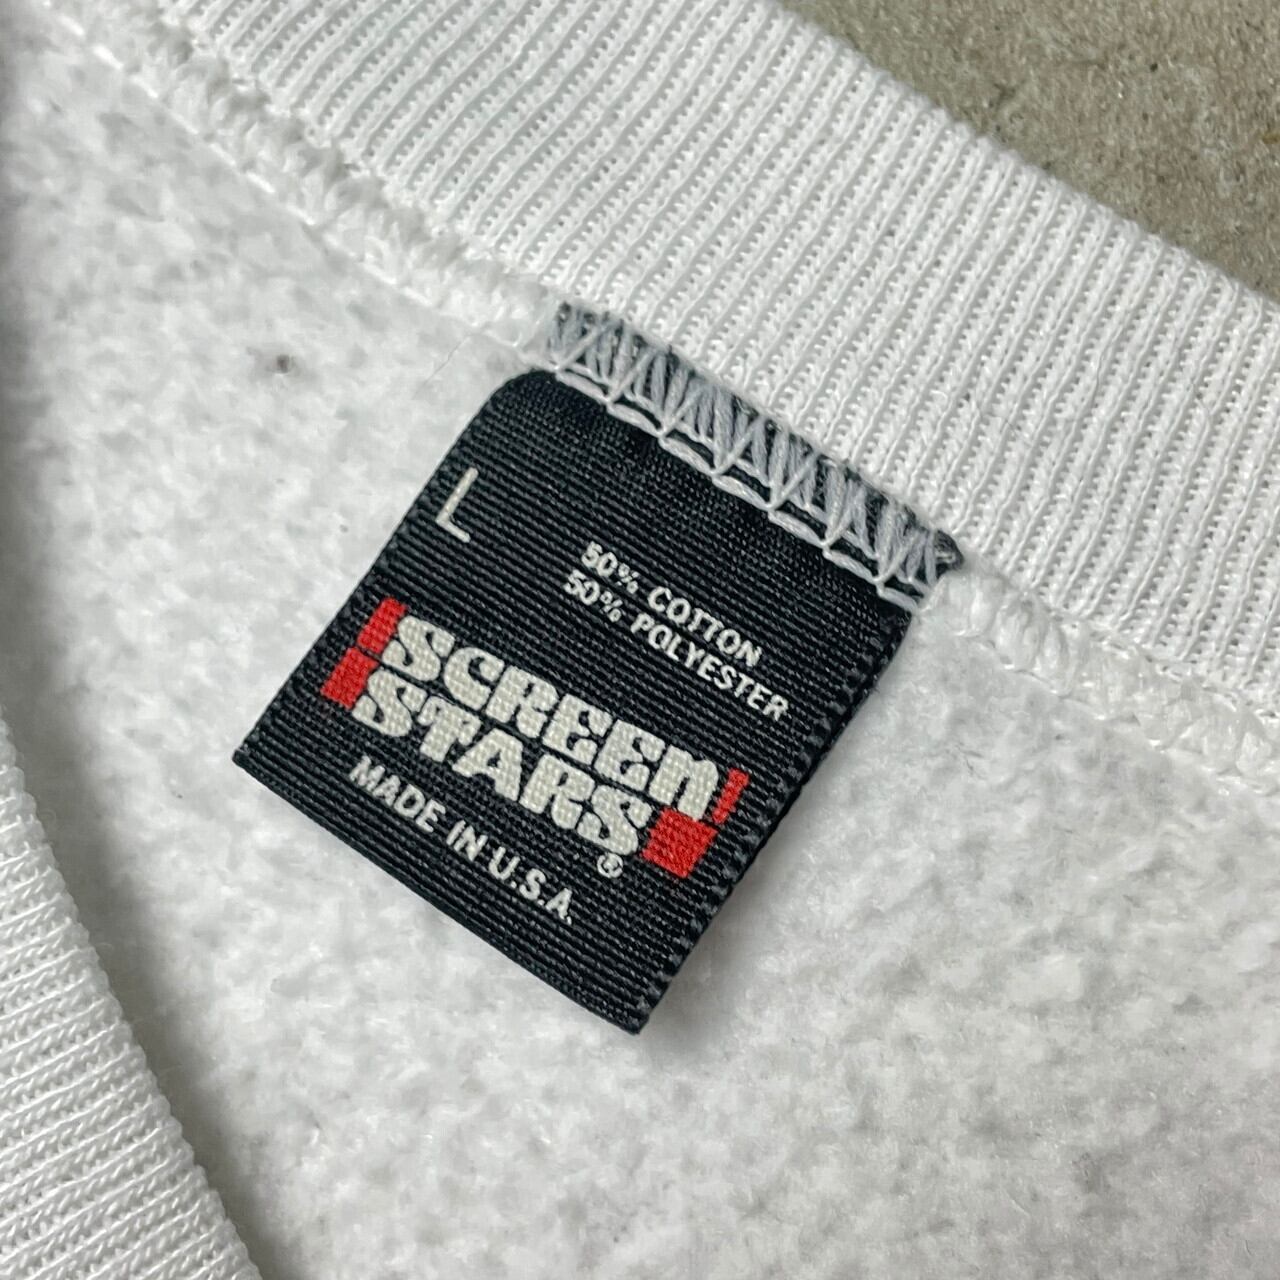 L
50% COTTON
50% POLYESTER
SCREEN
STARS®
MADE IN U.S.A.